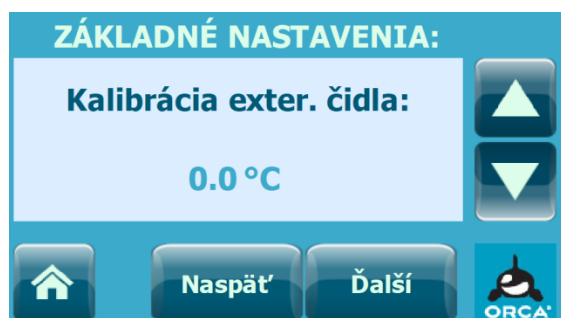 ZÁKLADNÉ NASTAVENIA:
Kalibrácia exter. čidla:
0.0 °C
Naspäť Ďalší
ORCA